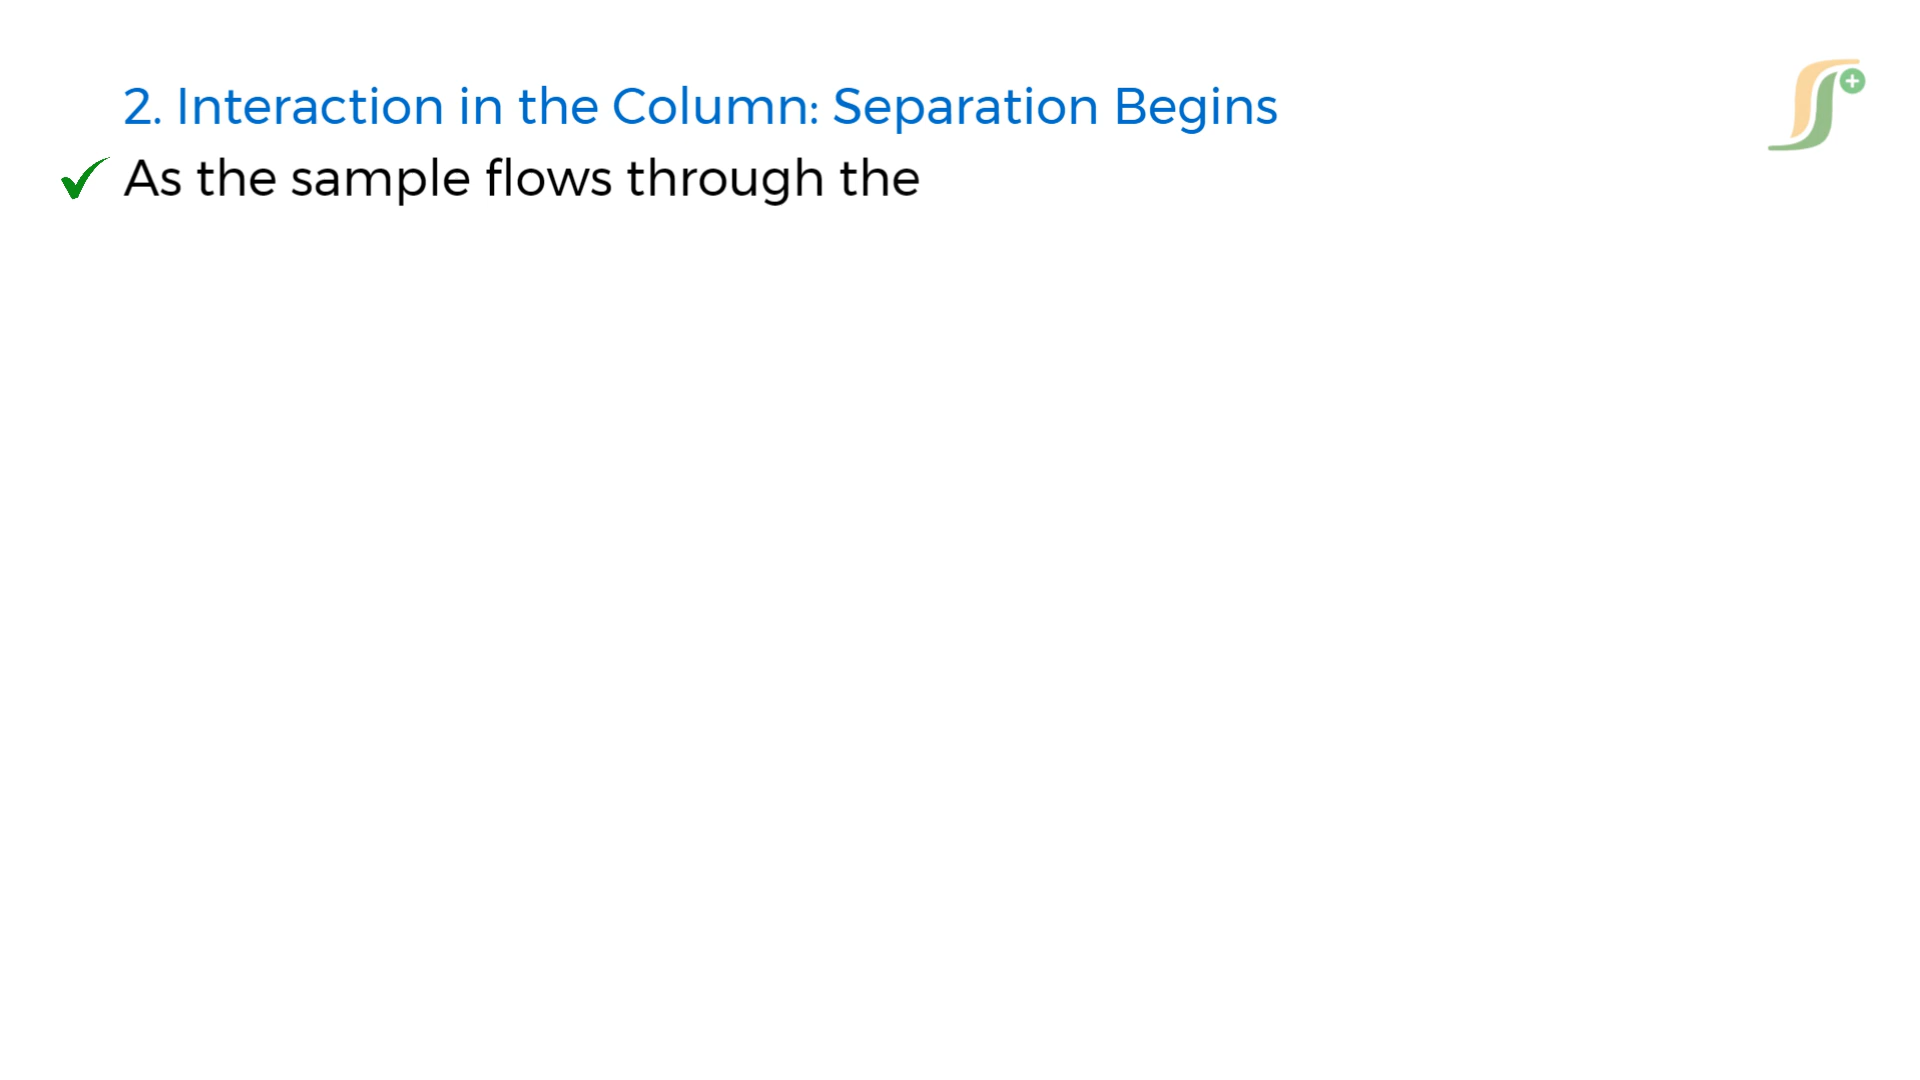 2. Interaction in the Column: Separation Begins
As the sample flows through the